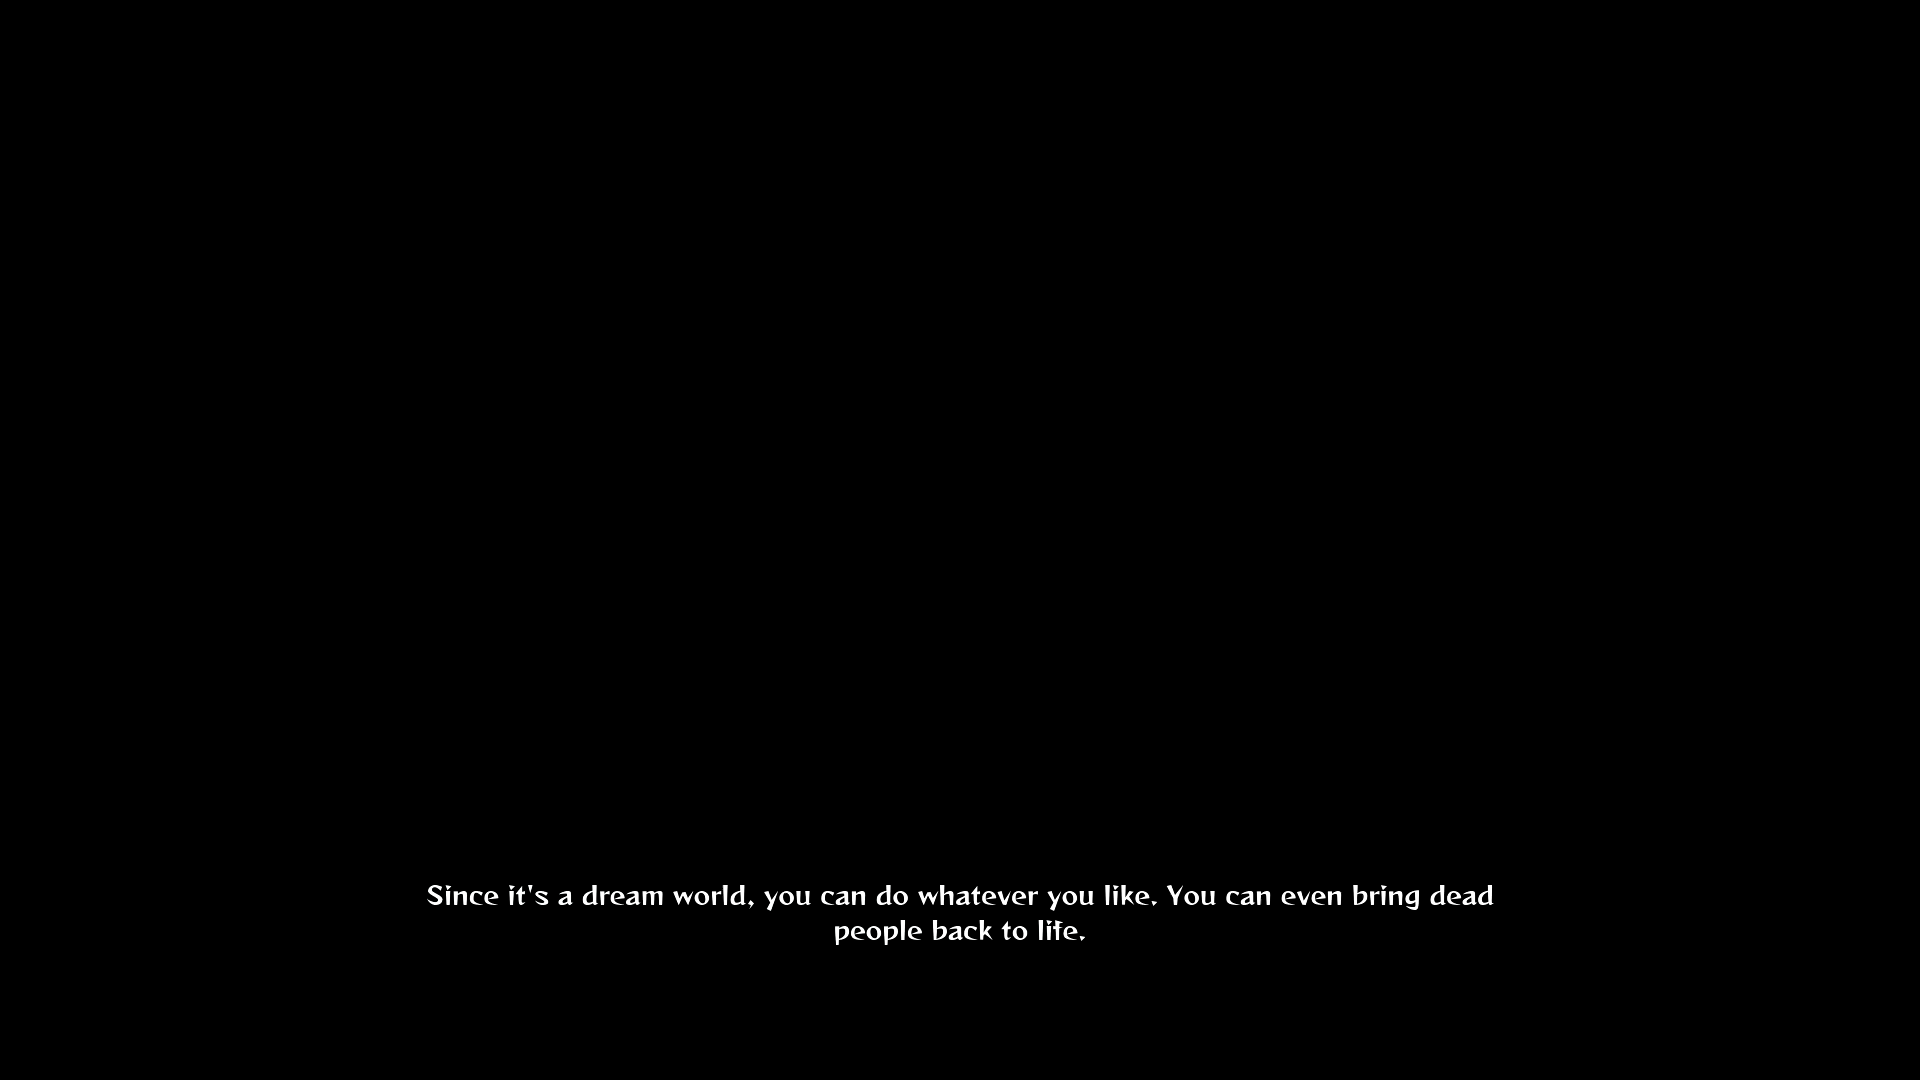 Since it's a dream world, you can do whatever you like. You can even bring dead
people back to life.